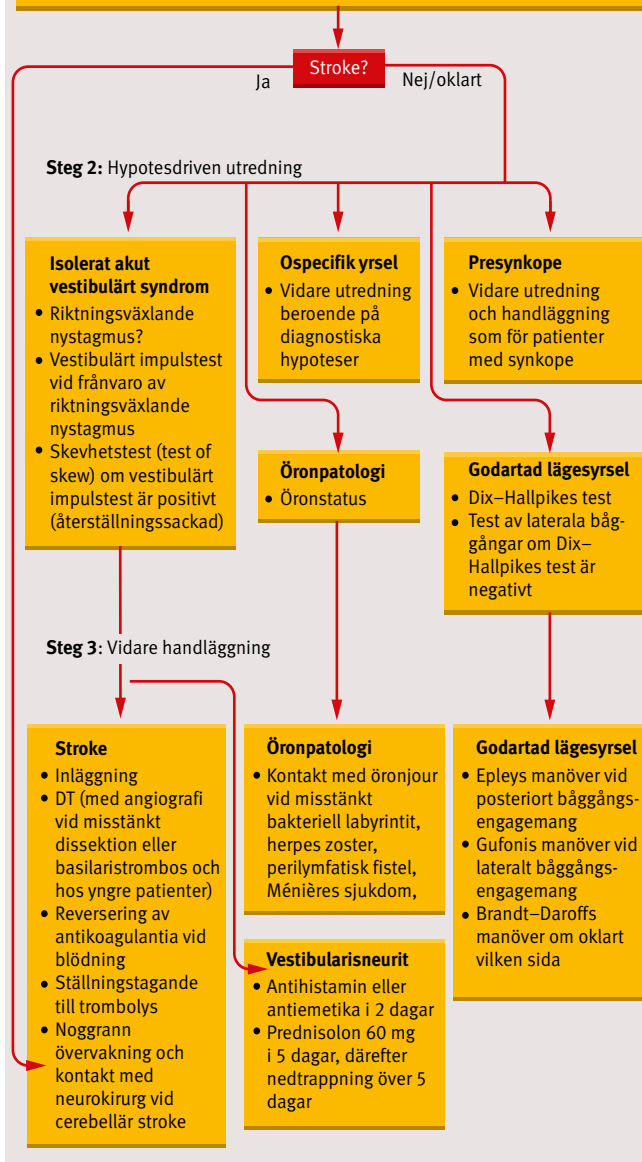 Stroke?
Ja
Nej/oklart
Steg 2: Hypotesdriven utredning
Isolerat akut
vestibulärt syndrom
• Riktningsväxlande
nystagmus?
• Vestibulärt impulstest
vid frånvaro av
riktningsväxlande
nystagmus
• Skevhetstest (test of
skew) om vestibulärt
impulstest är positivt
(återställningssackad)
Ospecifik yrsel
• Vidare utredning
beroende på
diagnostiska
hypoteser
Presynkope
• Vidare utredning
och handläggning
som för patienter
med synkope
Öronpatologi
• Öronstatus
Godartad lägesyrsel
• Dix–Hallpikes test
• Test av laterala båg-
gångar om Dix–
Hallpikes test är
negativt
Steg 3: Vidare handläggning
Stroke
• Inläggning
• DT (med angiografi
vid misstänkt
dissektion eller
basilaristrombos och
hos yngre patienter)
• Reversering av
antikoagulantia vid
blödning
• Ställningstagande
till trombolys
• Noggrann
övervakning och
kontakt med
neurokirurg vid
cerebellär stroke
Öronpatologi
• Kontakt med öronjour
vid misstänkt
bakteriell labyrintit,
herpes zoster,
perilymfatisk fistel,
Ménières sjukdom,
Vestibularisneurit
• Antihistamin eller
antiemetika i 2 dagar
• Prednisolon 60 mg
i 5 dagar, därefter
nedtrappning över 5
dagar
Godartad lägesyrsel
• Epleys manöver vid
posteriort båggångs-
engagemang
• Gufonis manöver vid
lateralt båggångs-
engagemang
• Brandt–Daroffs
manöver om oklart
vilken sida